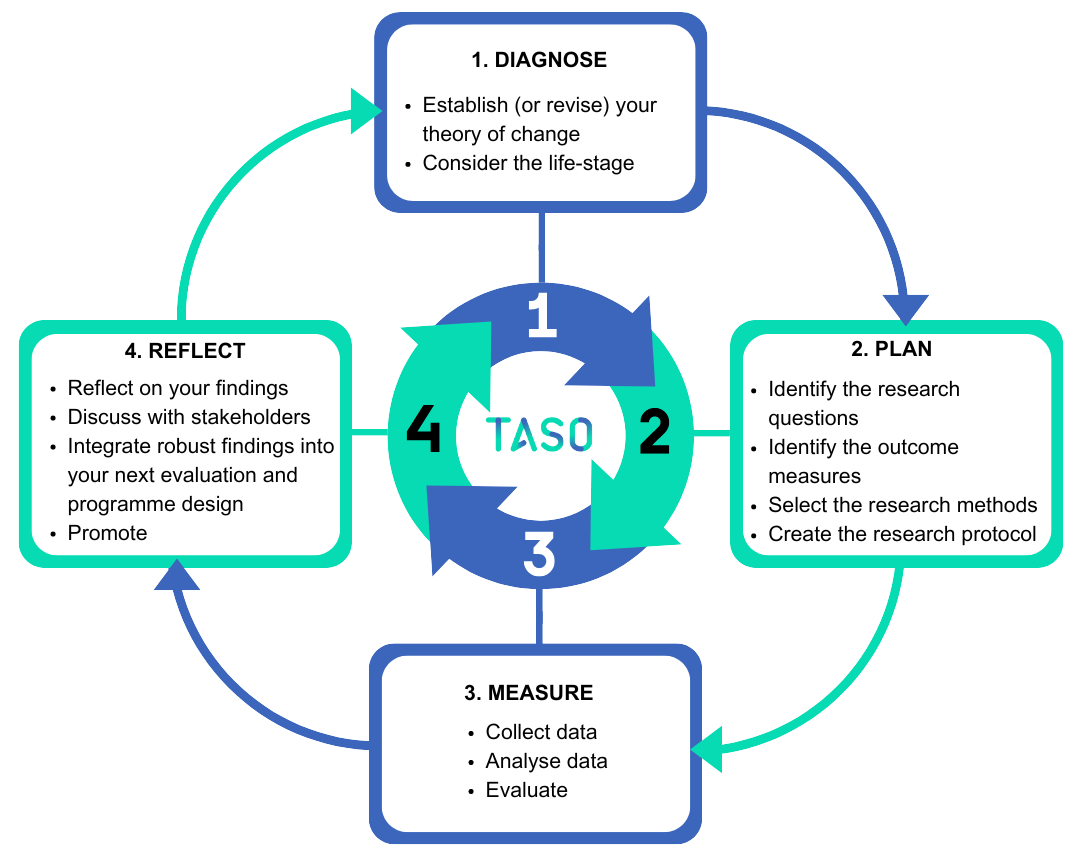 1. DIAGNOSE
• Establish (or revise) your
theory of change
• Consider the life-stage
2. PLAN
• Identify the research
questions
• Identify the outcome
measures
• Select the research methods
• Create the research protocol
3. MEASURE
• Collect data
• Analyse data
• Evaluate
4. REFLECT
• Reflect on your findings
• Discuss with stakeholders
• Integrate robust findings into
your next evaluation and
programme design
• Promote
1
2
3
4
TASO